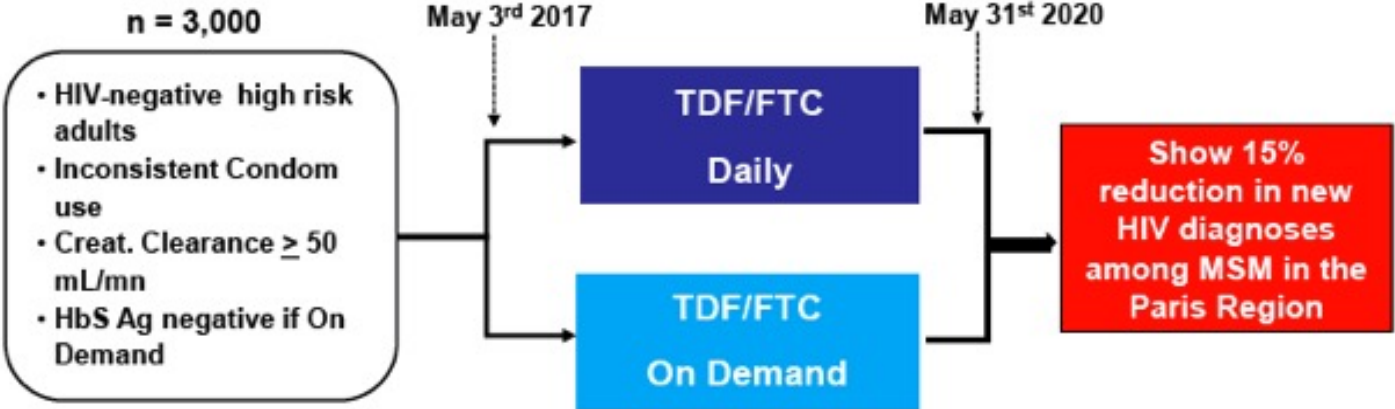 n = 3,000
• HIV-negative high risk
adults
• Inconsistent Condom
use
• Creat. Clearance ≥ 50
mL/mn
• HbS Ag negative if On
Demand
May 3rd 2017
TDF/FTC
Daily
TDF/FTC
On Demand
May 31st 2020
Show 15%
reduction in new
HIV diagnoses
among MSM in the
Paris Region